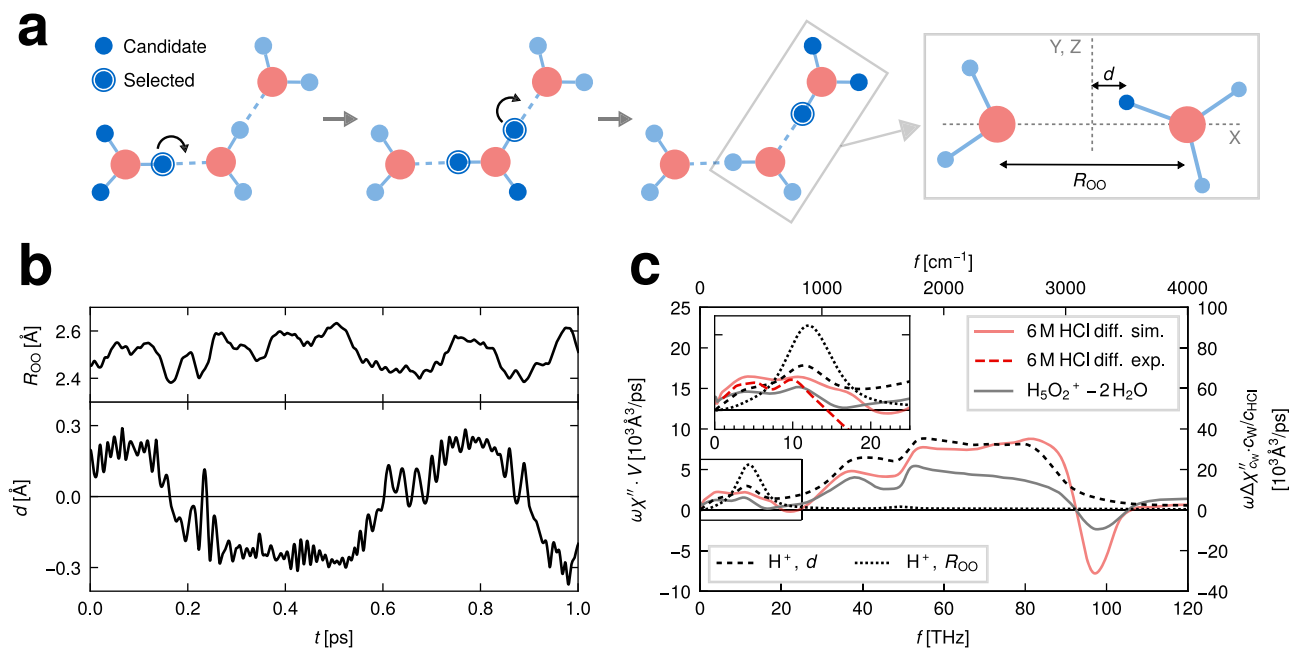 a
Candidate
Selected
Y, Z
d
X
R_OO
b
2.6
2.4
R_OO [Å]
0.3
0.0
−0.3
d [Å]
0.0 0.2 0.4 0.6 0.8 1.0
t [ps]
c
f [cm⁻¹]
0 1000 2000 3000 4000
25
20
15
10
5
0
−5
−10
ωχ′′ · V [10³Å³/ps]
100
80
60
40
20
0
−20
−40
ωΔχ′′_cW · c_W/c_HCl
[10³Å³/ps]
6 M HCl diff. sim.
6 M HCl diff. exp.
H₅O₂⁺ − 2 H₂O
0 10 20
H⁺, d
H⁺, R_OO
0 20 40 60 80 100 120
f [THz]